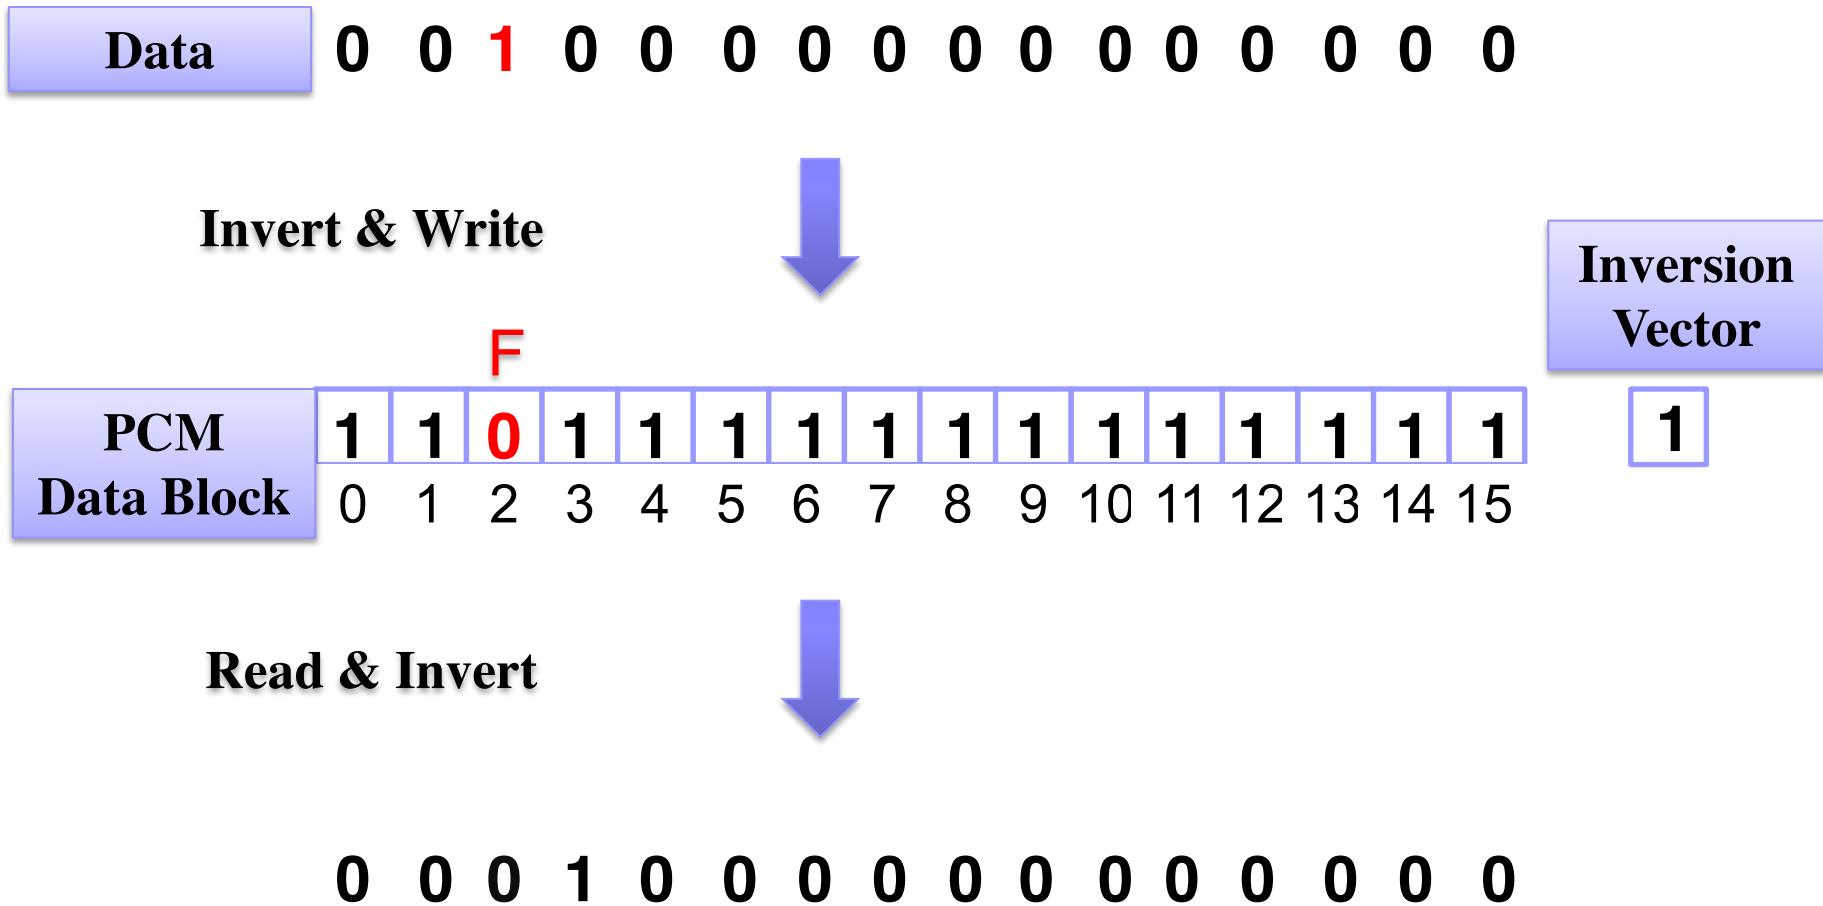 Data 0 0 1 0 0 0 0 0 0 0 0 0 0 0 0 0
Invert & Write
Inversion
Vector
F
PCM
Data Block
1 1 0 1 1 1 1 1 1 1 1 1 1 1 1 1 1
0 1 2 3 4 5 6 7 8 9 10 11 12 13 14 15
Read & Invert
0 0 0 1 0 0 0 0 0 0 0 0 0 0 0 0